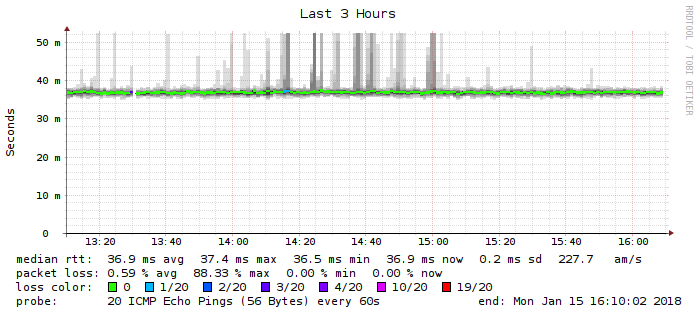 Last 3 Hours
RRDTOOL / TOBI OETIKER
Seconds
50 m
40 m
30 m
20 m
10 m
0
13:20 13:40 14:00 14:20 14:40 15:00 15:20 15:40 16:00
median rtt: 36.9 ms avg 37.4 ms max 36.5 ms min 36.9 ms now 0.2 ms sd 227.7 am/s
packet loss: 0.59 % avg 88.33 % max 0.00 % min 0.00 % now
loss color: 0 1/20 2/20 3/20 4/20 10/20 19/20
probe: 20 ICMP Echo Pings (56 Bytes) every 60s end: Mon Jan 15 16:10:02 2018